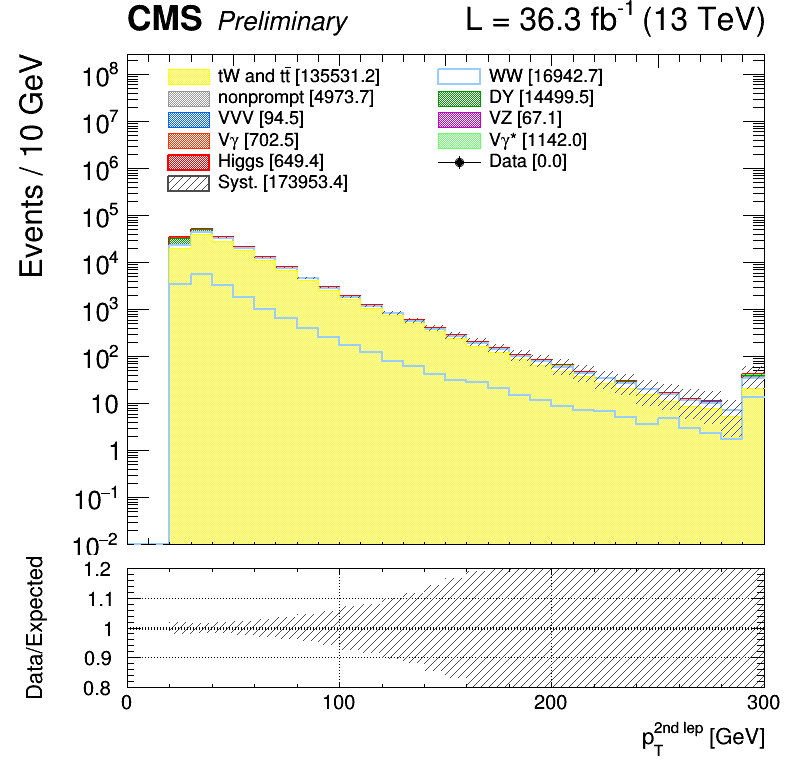 CMS Preliminary L = 36.3 fb⁻¹ (13 TeV)
Events / 10 GeV
10⁸
10⁷
10⁶
10⁵
10⁴
10³
10²
10
1
10⁻¹
10⁻²
tW and tt̄ [135531.2] WW [16942.7]
nonprompt [4973.7] DY [14499.5]
VVV [94.5] VZ [67.1]
Vγ [702.5] Vγ* [1142.0]
Higgs [649.4] Data [0.0]
Syst. [173953.4]
Data/Expected
1.2
1.1
1
0.9
0.8
0 100 200 300
p_T^2nd lep [GeV]